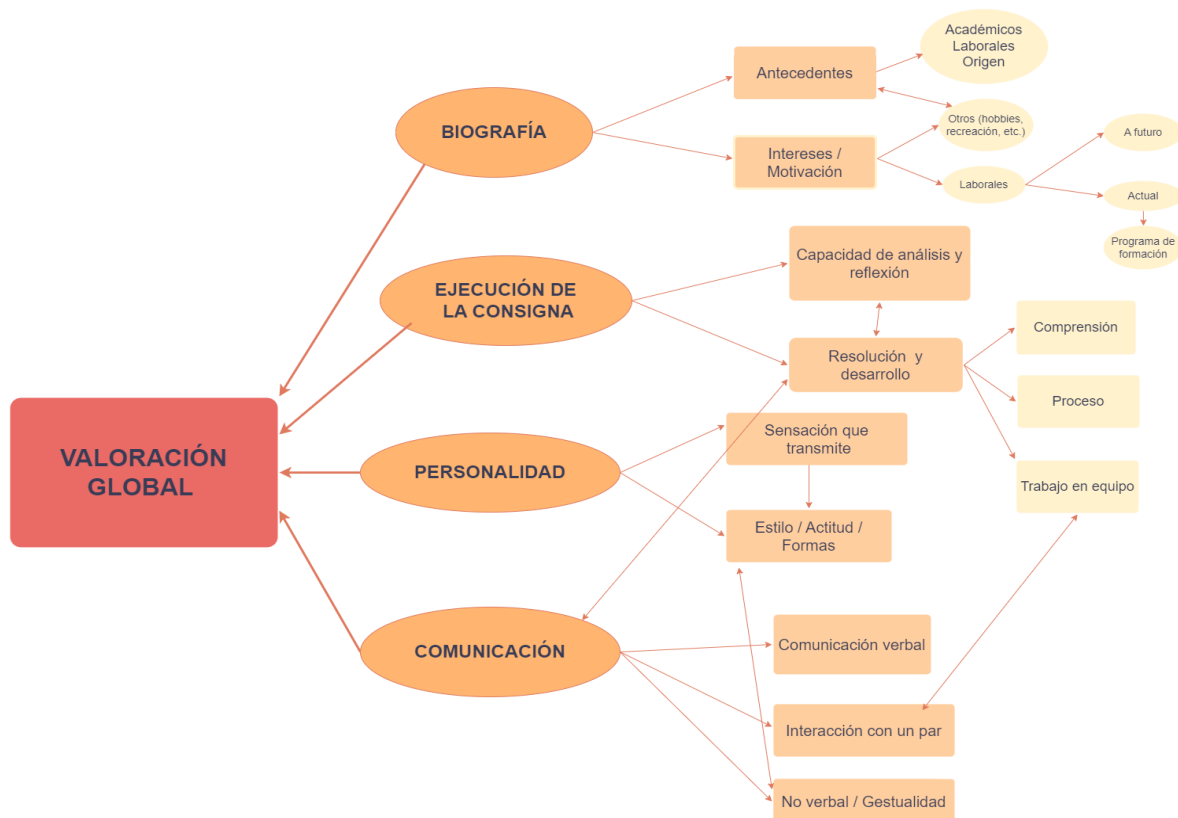 Académicos
Laborales
Origen
Antecedentes
BIOGRAFÍA
Otros (hobbies,
recreación, etc.)
A futuro
Intereses /
Motivación
Laborales
Actual
Programa de
formación
Capacidad de análisis y
reflexión
EJECUCIÓN DE
LA CONSIGNA
Comprensión
Resolución y
desarrollo
Proceso
Sensación que
transmite
VALORACIÓN
GLOBAL
PERSONALIDAD
Trabajo en equipo
Estilo / Actitud /
Formas
COMUNICACIÓN
Comunicación verbal
Interacción con un par
No verbal / Gestualidad